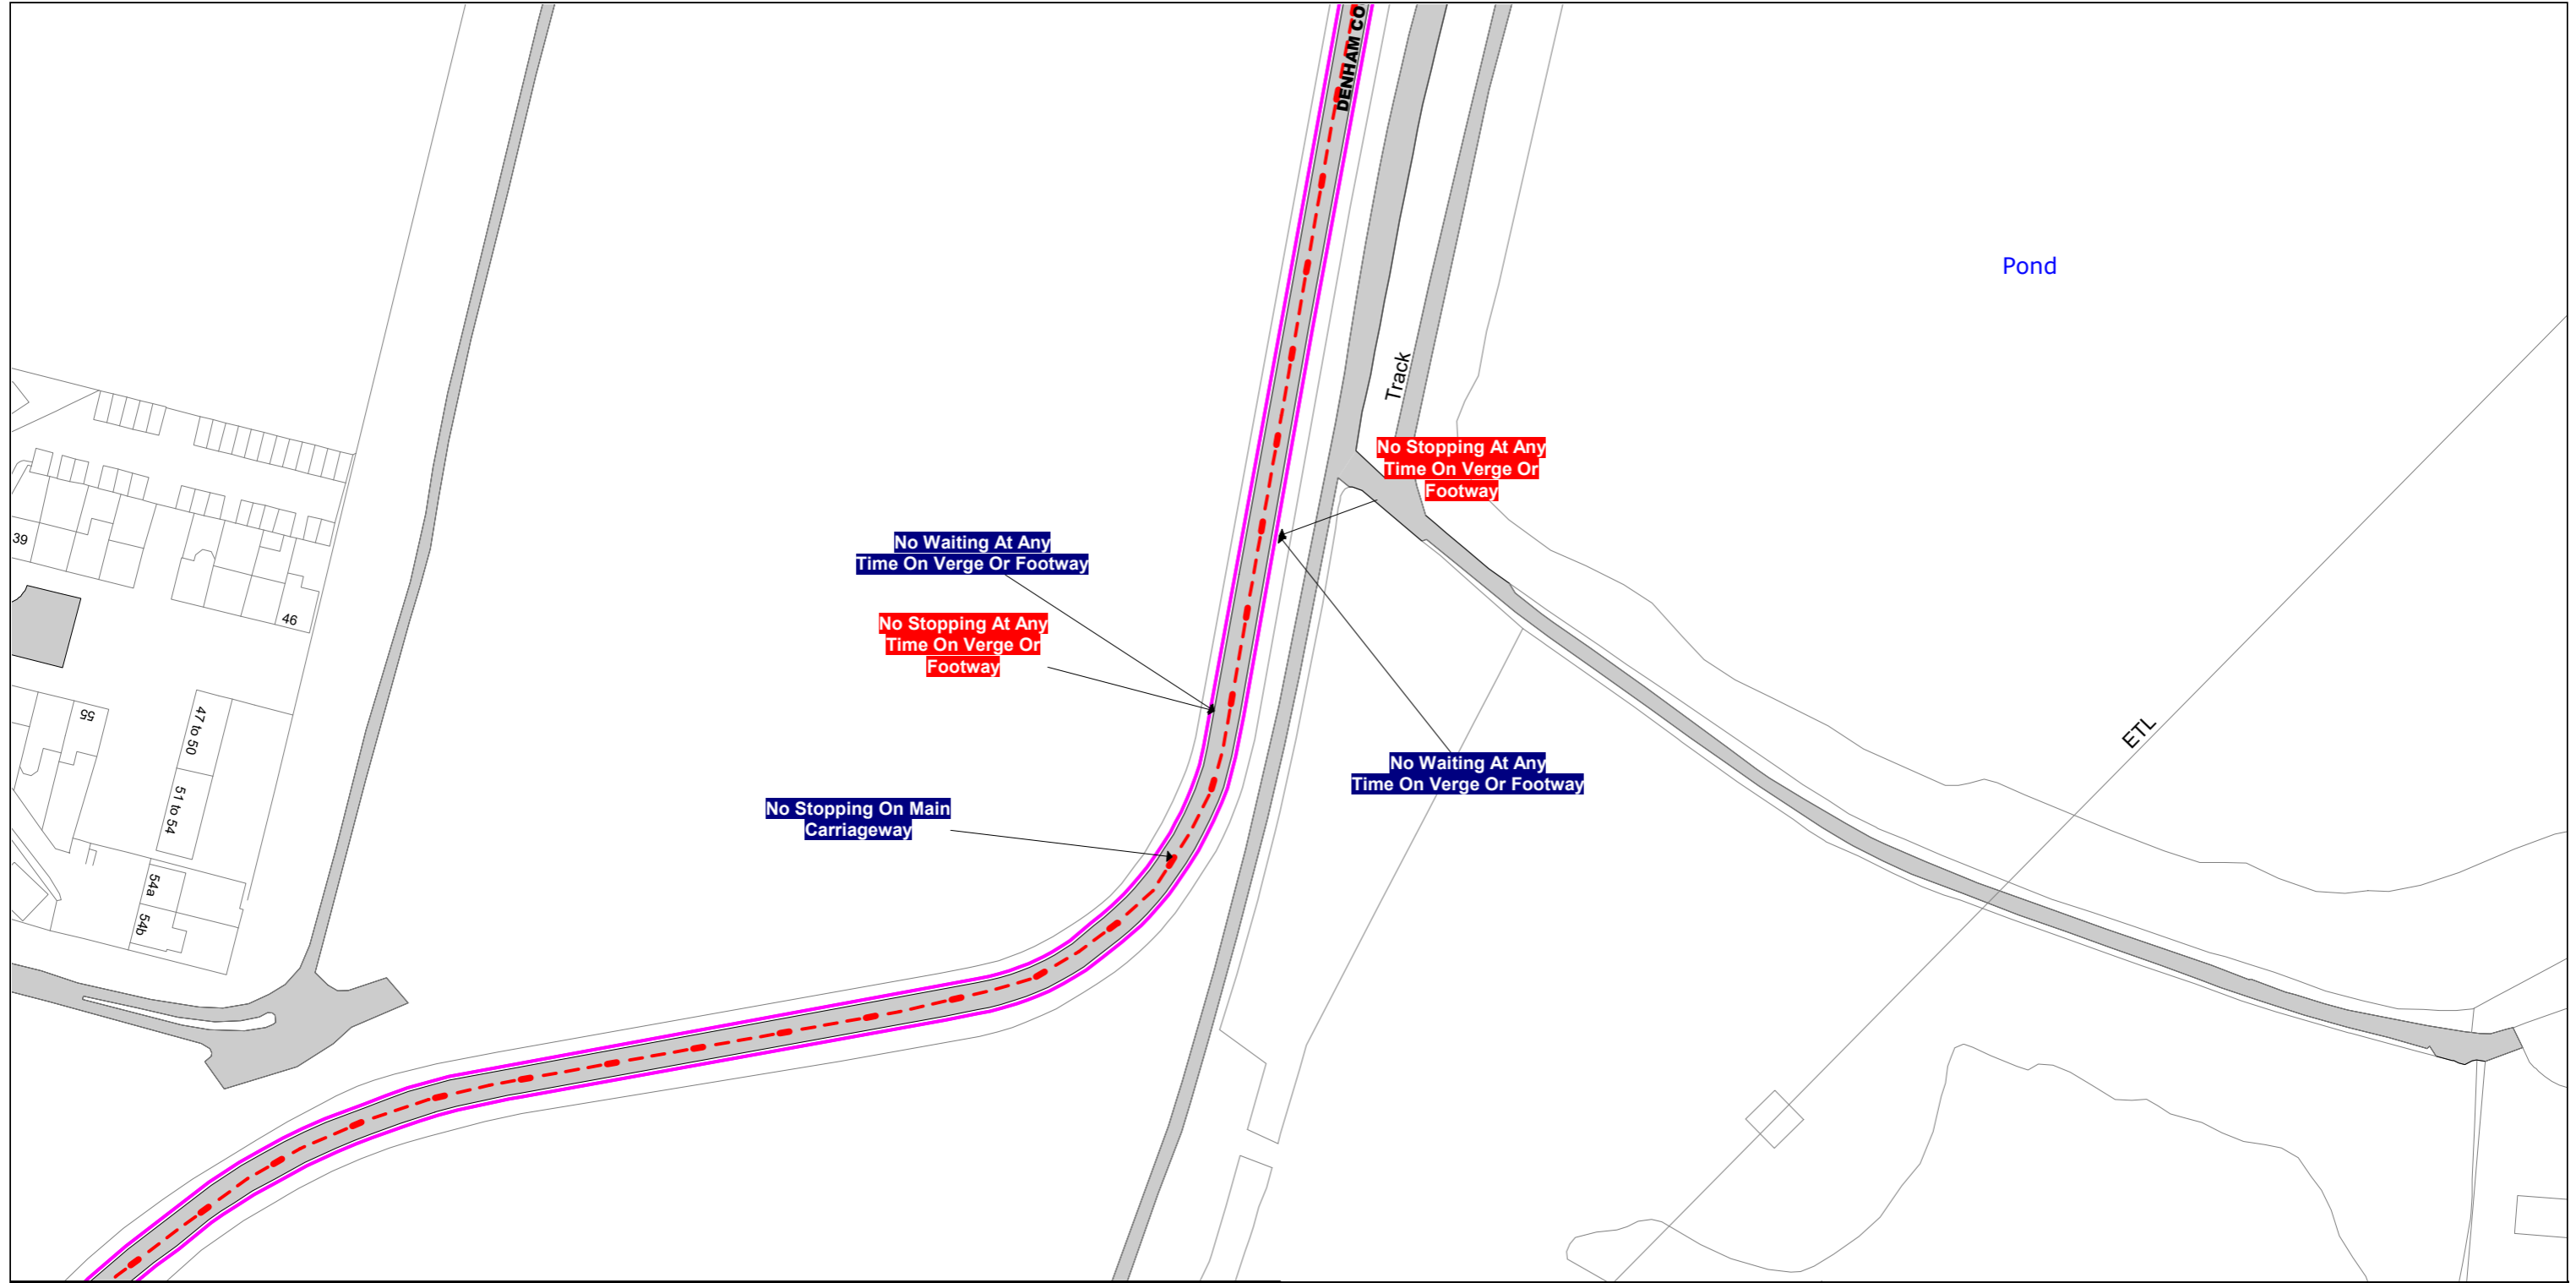 DENHAM CO
Pond
Track
No Stopping At Any
Time On Verge Or
Footway
No Waiting At Any
Time On Verge Or Footway
No Stopping At Any
Time On Verge Or
Footway
39
46
55
47 to 50
51 to 54
54a
54b
ETL
No Waiting At Any
Time On Verge Or Footway
No Stopping On Main
Carriageway